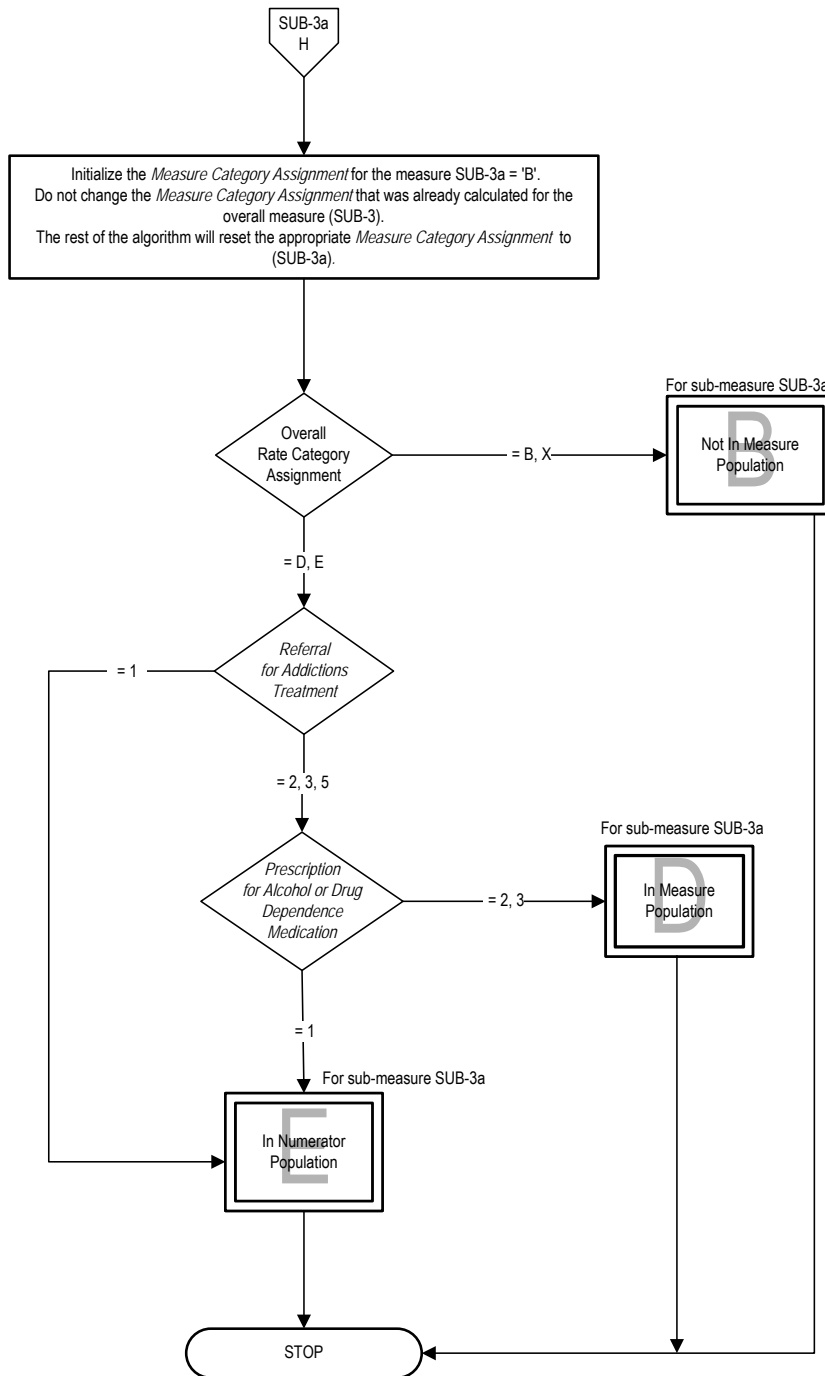 SUB-3a
H
Initialize the Measure Category Assignment for the measure SUB-3a = 'B'.
Do not change the Measure Category Assignment that was already calculated for the
overall measure (SUB-3).
The rest of the algorithm will reset the appropriate Measure Category Assignment to
(SUB-3a).
For sub-measure SUB-3a
Overall
Rate Category
Assignment
= B, X
B
Not In Measure
Population
= D, E
Referral
for Addictions
Treatment
= 1
= 2, 3, 5
For sub-measure SUB-3a
Prescription
for Alcohol or Drug
Dependence
Medication
= 2, 3
D
In Measure
Population
= 1
For sub-measure SUB-3a
E
In Numerator
Population
STOP